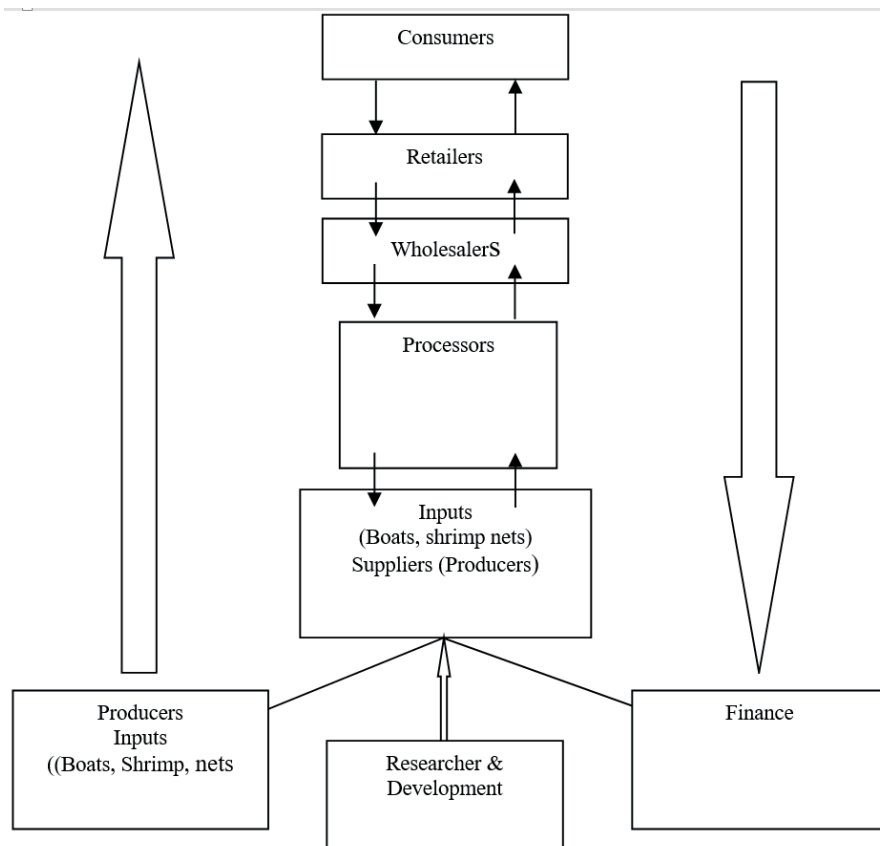 Consumers
Retailers
WholesalerS
Processors
Inputs
(Boats, shrimp nets)
Suppliers (Producers)
Producers
Inputs
((Boats, Shrimp, nets
Researcher &
Development
Finance